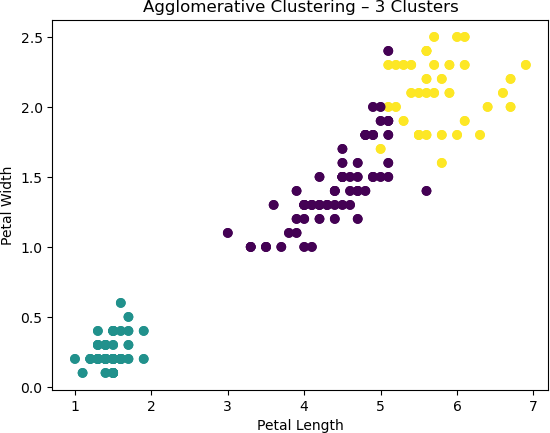 Agglomerative Clustering – 3 Clusters
2.5
2.0
1.5
1.0
0.5
0.0
Petal Width
1 2 3 4 5 6 7
Petal Length